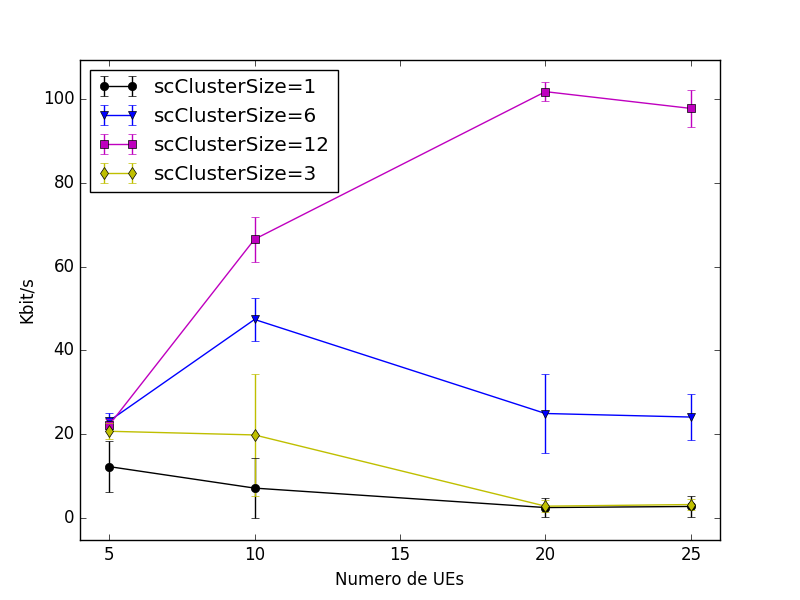 scClusterSize=1
scClusterSize=6
scClusterSize=12
scClusterSize=3
100
80
60
40
20
0
Kbit/s
5
10
15
20
25
Numero de UEs